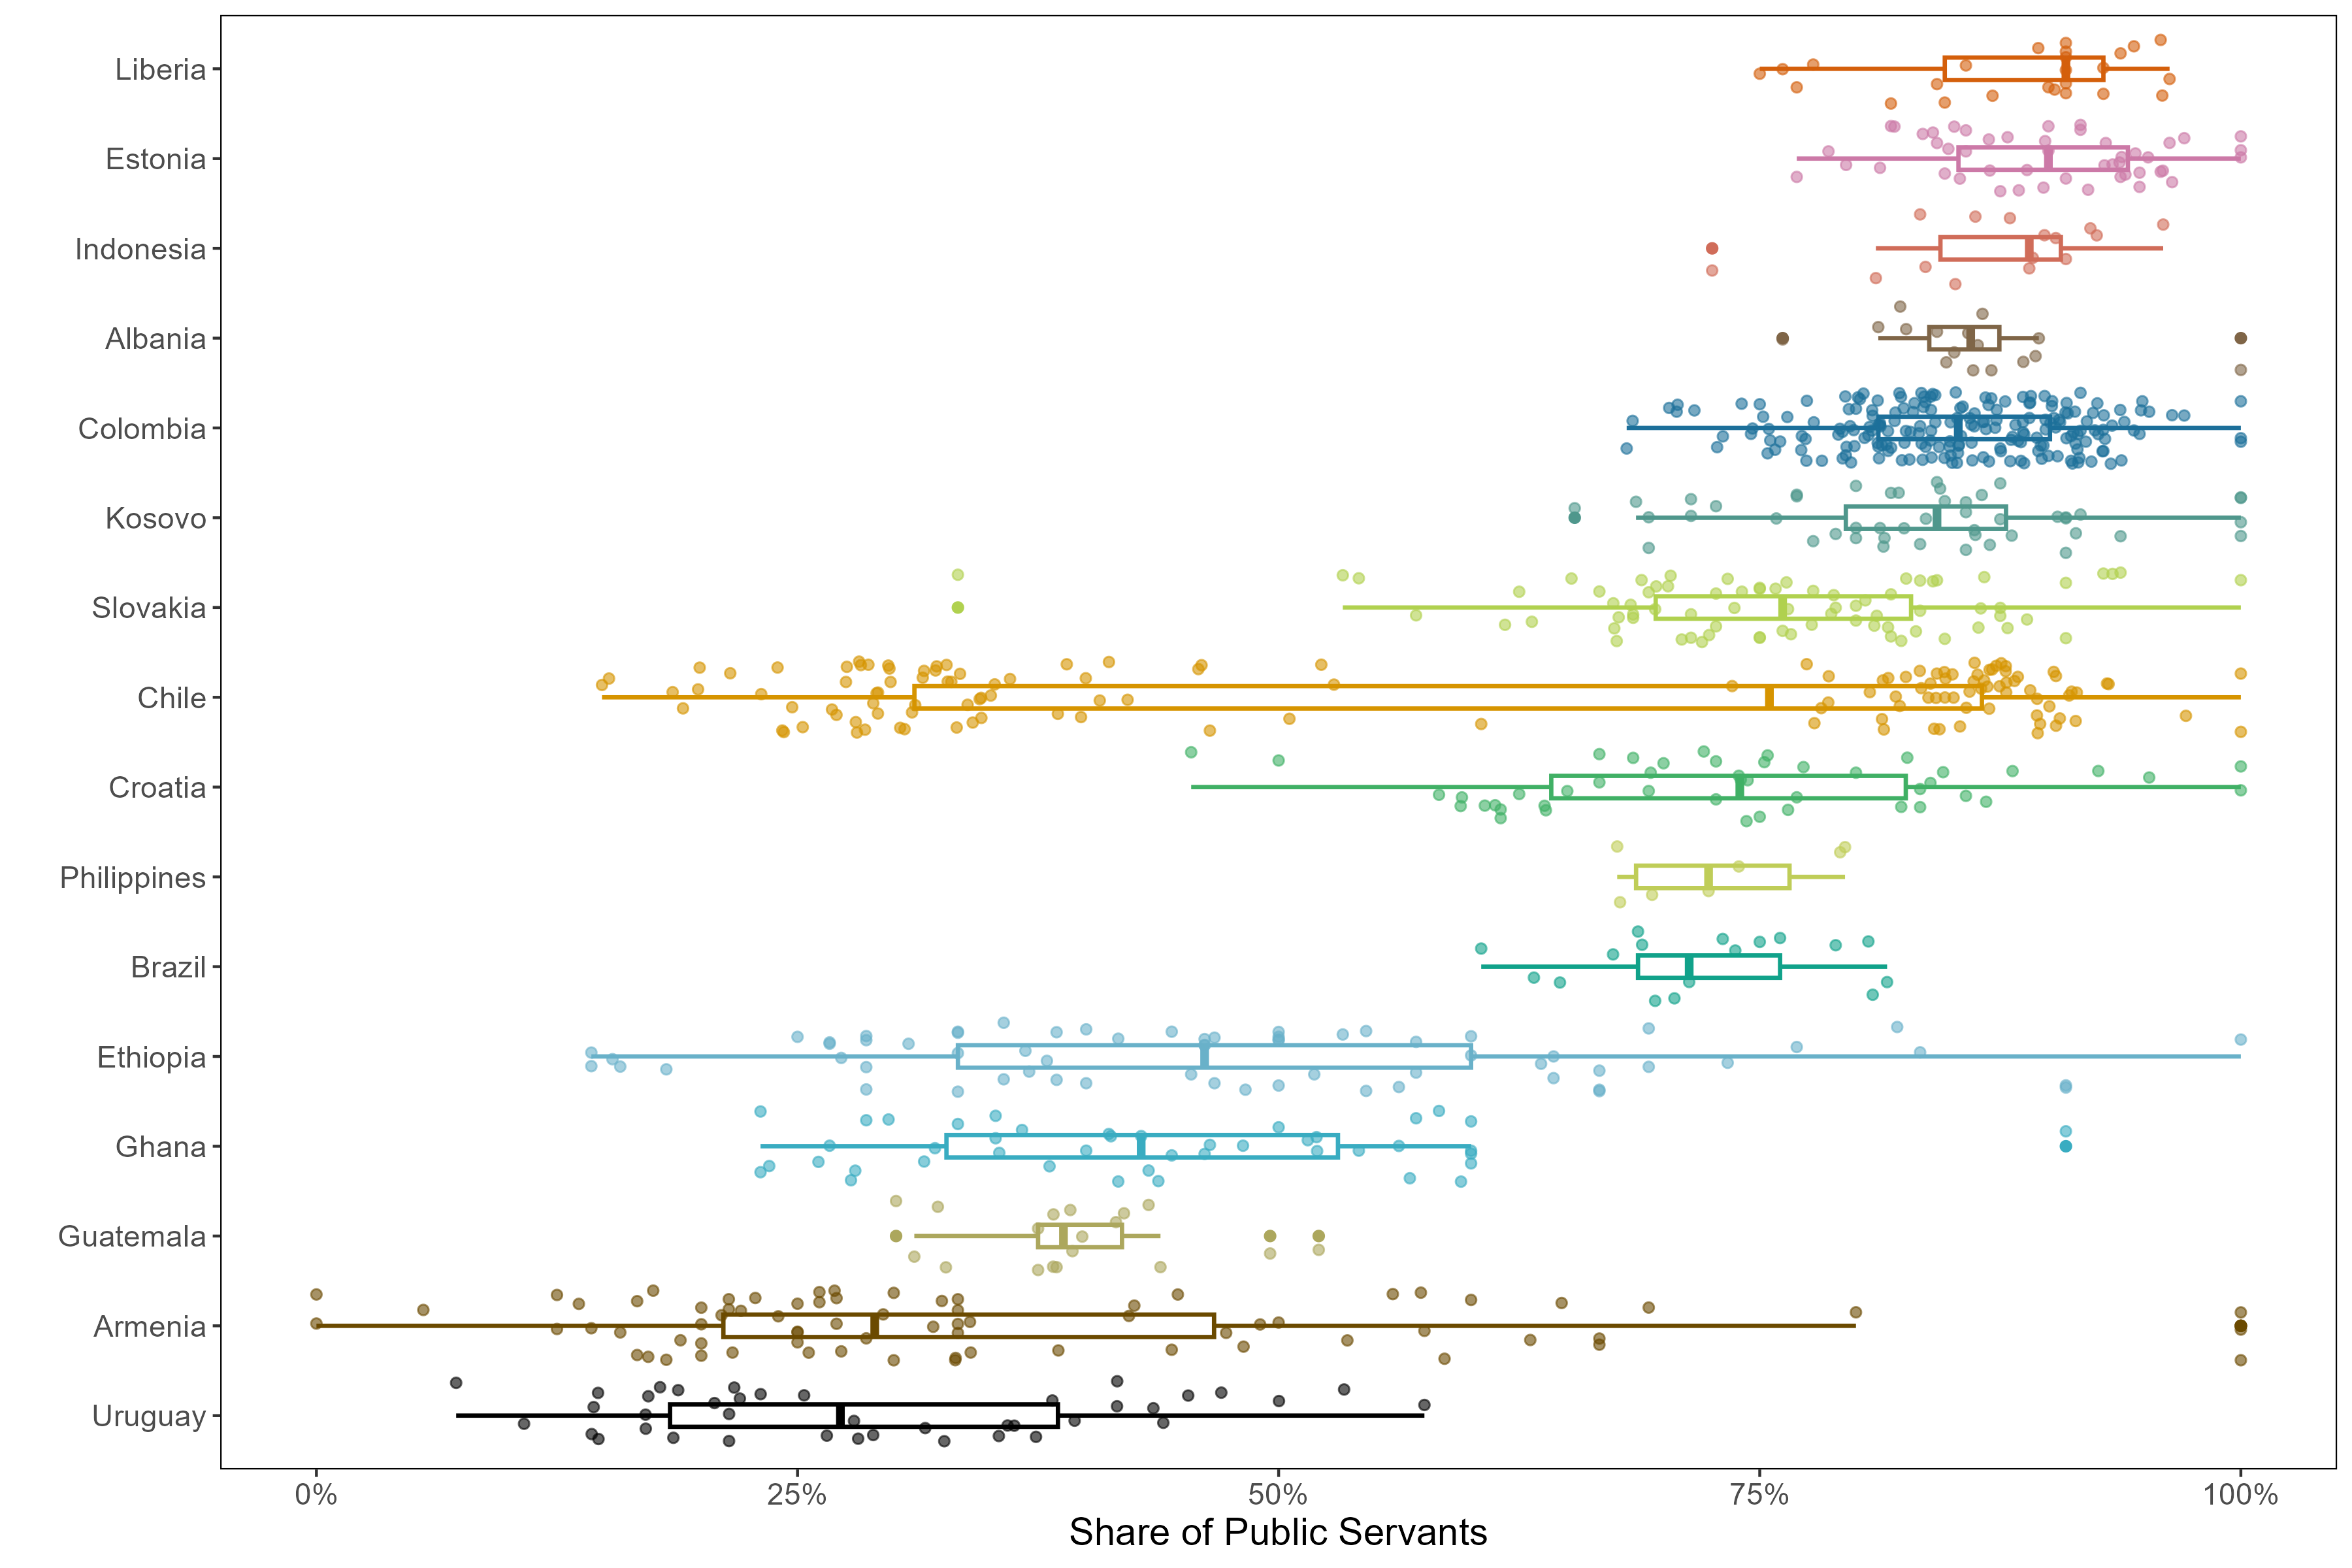 Liberia
Estonia
Indonesia
Albania
Colombia
Kosovo
Slovakia
Chile
Croatia
Philippines
Brazil
Ethiopia
Ghana
Guatemala
Armenia
Uruguay
0% 25% 50% 75% 100%
Share of Public Servants